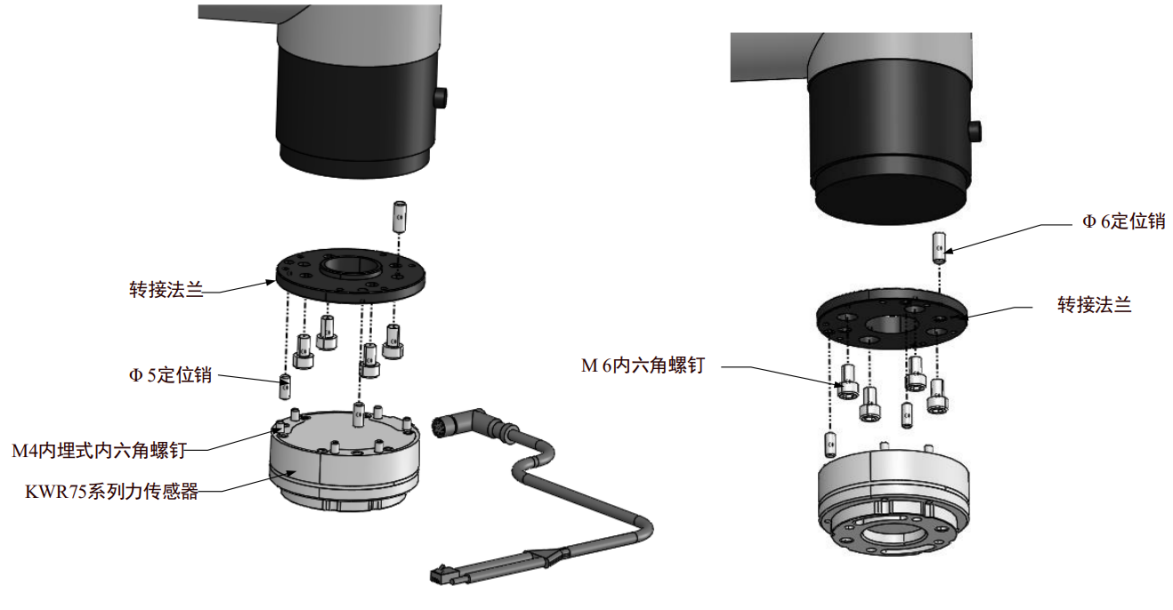 Φ 6定位销
转接法兰
转接法兰
M 6内六角螺钉
Φ 5定位销
M4内埋式内六角螺钉
KWR75系列力传感器